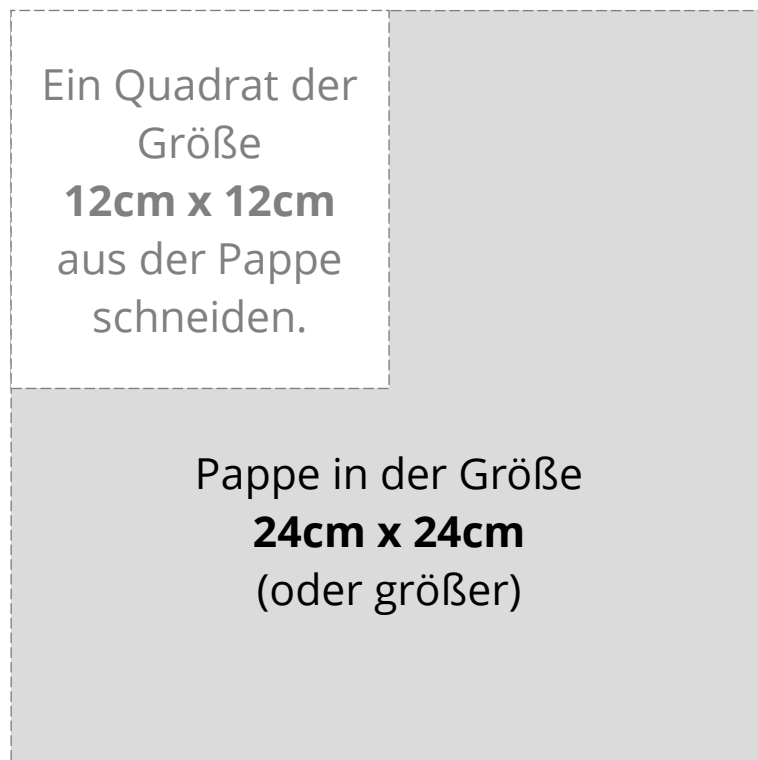 Ein Quadrat der
Größe
12cm x 12cm
aus der Pappe
schneiden.
Pappe in der Größe
24cm x 24cm
(oder größer)